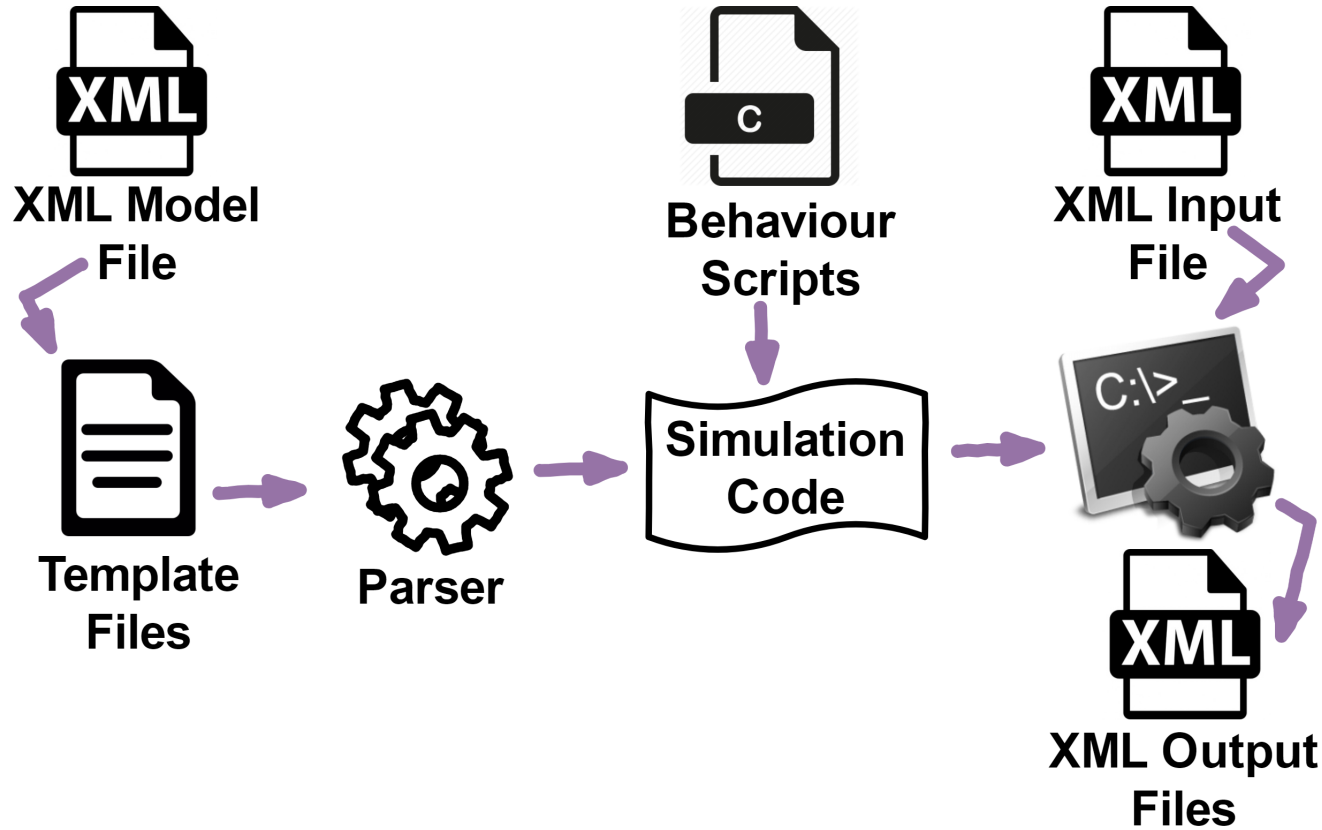 XML
XML Model
File
C
Behaviour
Scripts
XML
XML Input
File
Template
Files
Parser
Simulation
Code
C:\>_
XML
XML Output
Files